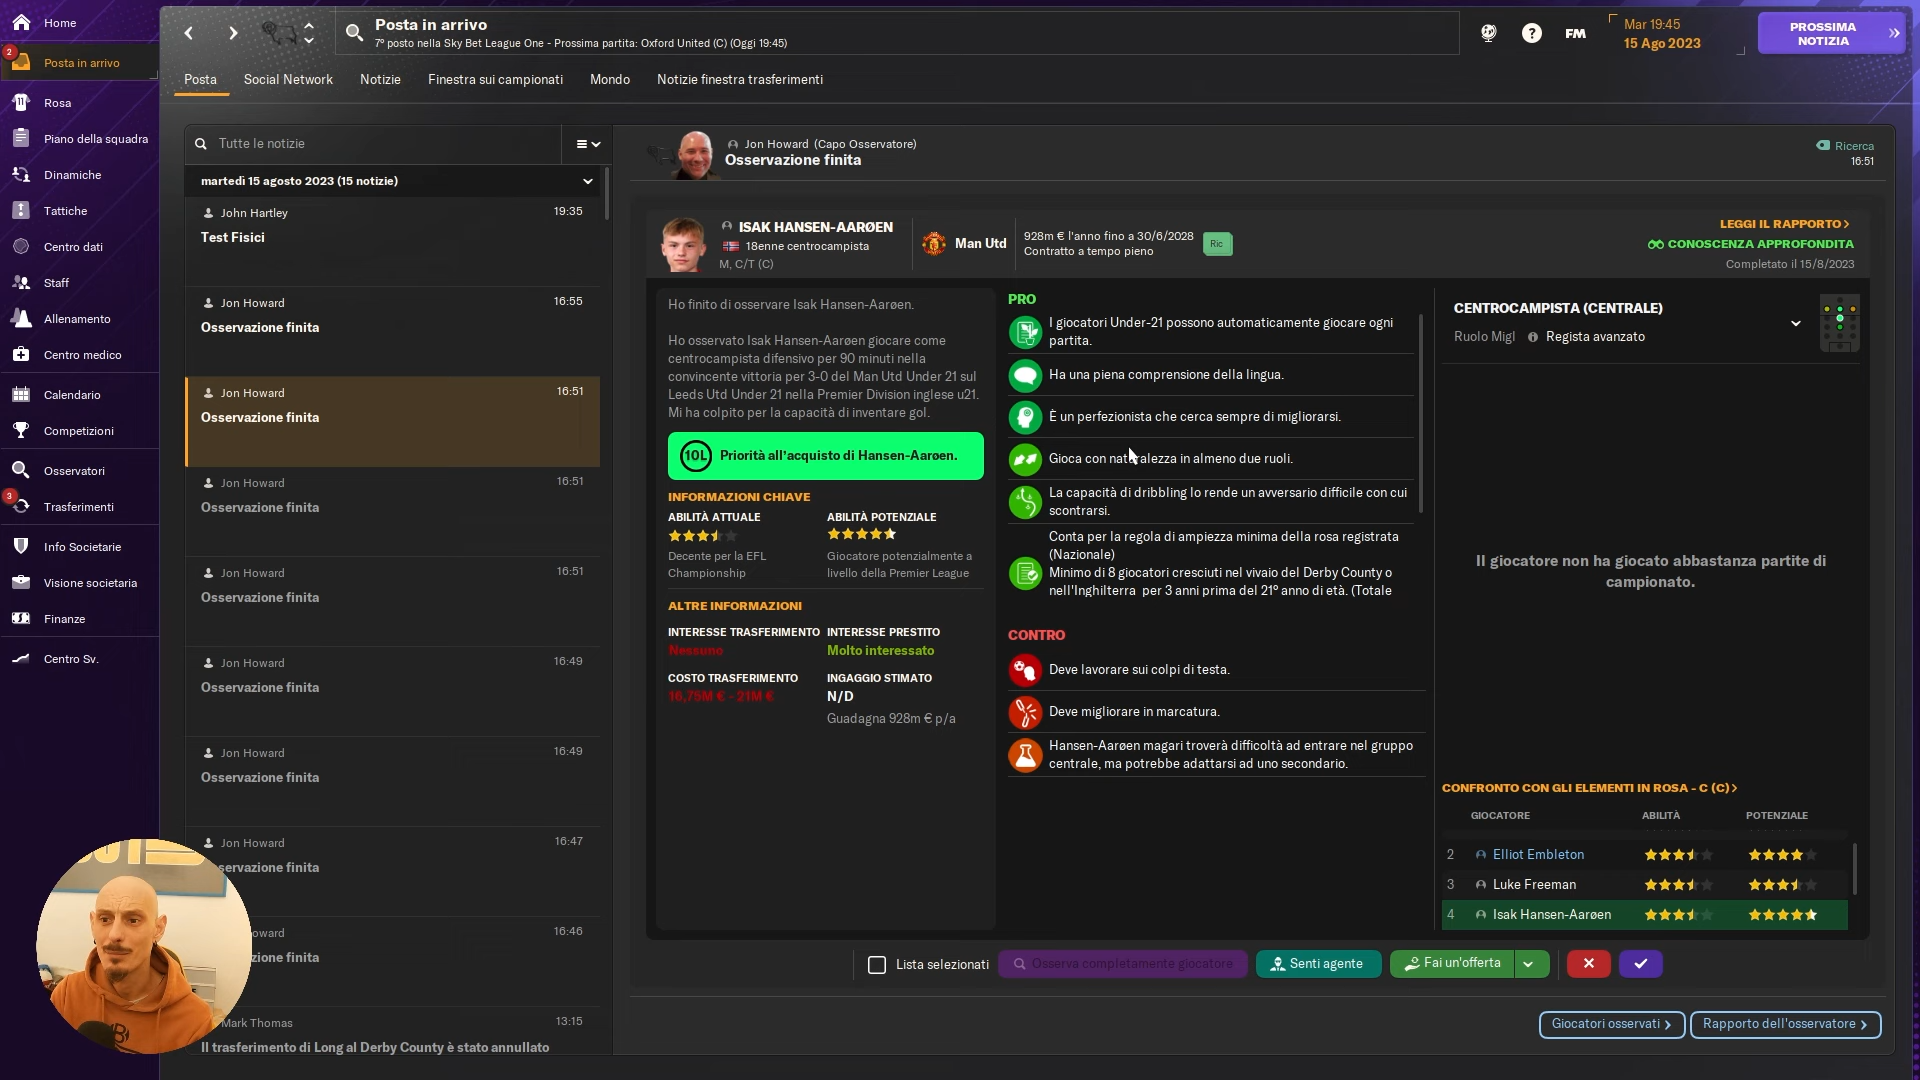 Home
2
Posta in arrivo
Rosa
Piano della squadra
Dinamiche
Tattiche
Centro dati
Staff
Allenamento
Centro medico
Calendario
Competizioni
Osservatori
3
Trasferimenti
Info Societarie
Visione societaria
Finanze
Centro Sv.
Posta in arrivo
7° posto nella Sky Bet League One - Prossima partita: Oxford United (C) (Oggi 19:45)
FM
Mar 19:45
15 Ago 2023
PROSSIMA
NOTIZIA
Posta
Social Network
Notizie
Finestra sui campionati
Mondo
Notizie finestra trasferimenti
Tutte le notizie
martedì 15 agosto 2023 (15 notizie)
John Hartley
19:35
Test Fisici
Jon Howard
16:55
Osservazione finita
Jon Howard
16:51
Osservazione finita
Jon Howard
16:51
Osservazione finita
Jon Howard
16:51
Osservazione finita
Jon Howard
16:49
Osservazione finita
Jon Howard
16:49
Osservazione finita
Jon Howard
16:47
servazione finita
oward
16:46
zione finita
Mark Thomas
13:15
Il trasferimento di Long al Derby County è stato annullato
Jon Howard (Capo Osservatore)
Osservazione finita
Ricerca
16:51
ISAK HANSEN-AARØEN
18enne centrocampista
M, C/T (C)
Man Utd
928m € l'anno fino a 30/6/2028
Contratto a tempo pieno
Ric
LEGGI IL RAPPORTO
CONOSCENZA APPROFONDITA
Completato il 15/8/2023
Ho finito di osservare Isak Hansen-Aarøen.
Ho osservato Isak Hansen-Aarøen giocare come
centrocampista difensivo per 90 minuti nella
convincente vittoria per 3-0 del Man Utd Under 21 sul
Leeds Utd Under 21 nella Premier Division inglese u21.
Mi ha colpito per la capacità di inventare gol.
10L Priorità all'acquisto di Hansen-Aarøen.
INFORMAZIONI CHIAVE
ABILITÀ ATTUALE
ABILITÀ POTENZIALE
Decente per la EFL
Championship
Giocatore potenzialmente a
livello della Premier League
ALTRE INFORMAZIONI
INTERESSE TRASFERIMENTO
INTERESSE PRESTITO
Nessuno
Molto interessato
COSTO TRASFERIMENTO
INGAGGIO STIMATO
16,75M € - 21M €
N/D
Guadagna 928m € p/a
PRO
I giocatori Under-21 possono automaticamente giocare ogni
partita.
Ha una piena comprensione della lingua.
È un perfezionista che cerca sempre di migliorarsi.
Gioca con naturalezza in almeno due ruoli.
La capacità di dribbling lo rende un avversario difficile con cui
scontrarsi.
Conta per la regola di ampiezza minima della rosa registrata
(Nazionale)
Minimo di 8 giocatori cresciuti nel vivaio del Derby County o
nell'Inghilterra per 3 anni prima del 21° anno di età. (Totale
CONTRO
Deve lavorare sui colpi di testa.
Deve migliorare in marcatura.
Hansen-Aarøen magari troverà difficoltà ad entrare nel gruppo
centrale, ma potrebbe adattarsi ad uno secondario.
CENTROCAMPISTA (CENTRALE)
Ruolo Migl
Regista avanzato
Il giocatore non ha giocato abbastanza partite di
campionato.
CONFRONTO CON GLI ELEMENTI IN ROSA - C (C)
GIOCATORE
ABILITÀ
POTENZIALE
2 Elliot Embleton
3 Luke Freeman
4 Isak Hansen-Aarøen
Lista selezionati
Osserva completamente giocatore
Senti agente
Fai un'offerta
Giocatori osservati
Rapporto dell'osservatore